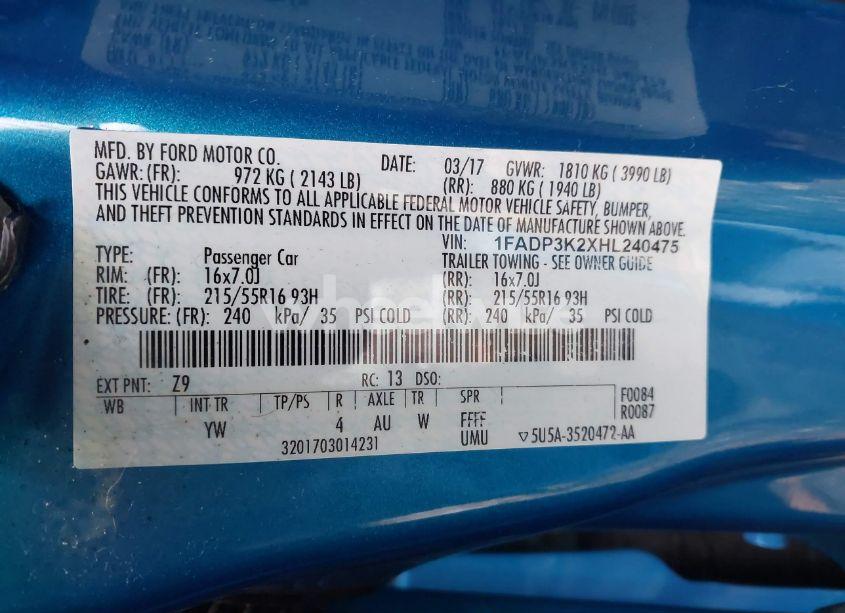 MFD. BY FORD MOTOR CO. DATE: 03/17 GVWR: 1810 KG ( 3990 LB)
GAWR: (FR): 972 KG ( 2143 LB) (RR): 880 KG ( 1940 LB)
THIS VEHICLE CONFORMS TO ALL APPLICABLE FEDERAL MOTOR VEHICLE SAFETY, BUMPER,
AND THEFT PREVENTION STANDARDS IN EFFECT ON THE DATE OF MANUFACTURE SHOWN ABOVE.
VIN: 1FADP3K2XHL240475
TYPE: Passenger Car TRAILER TOWING - SEE OWNER GUIDE
RIM: (FR): 16x7.0J (RR): 16x7.0J
TIRE: (FR): 215/55R16 93H (RR): 215/55R16 93H
PRESSURE: (FR): 240 kPa/ 35 PSI COLD (RR): 240 kPa/ 35 PSI COLD
EXT PNT: Z9 RC: 13 DSO:
WB INT TR TP/PS R AXLE TR SPR F0084
R0087
YW 4 AU W FFFF
UMU
3201703014231 ▽5U5A-3520472-AA